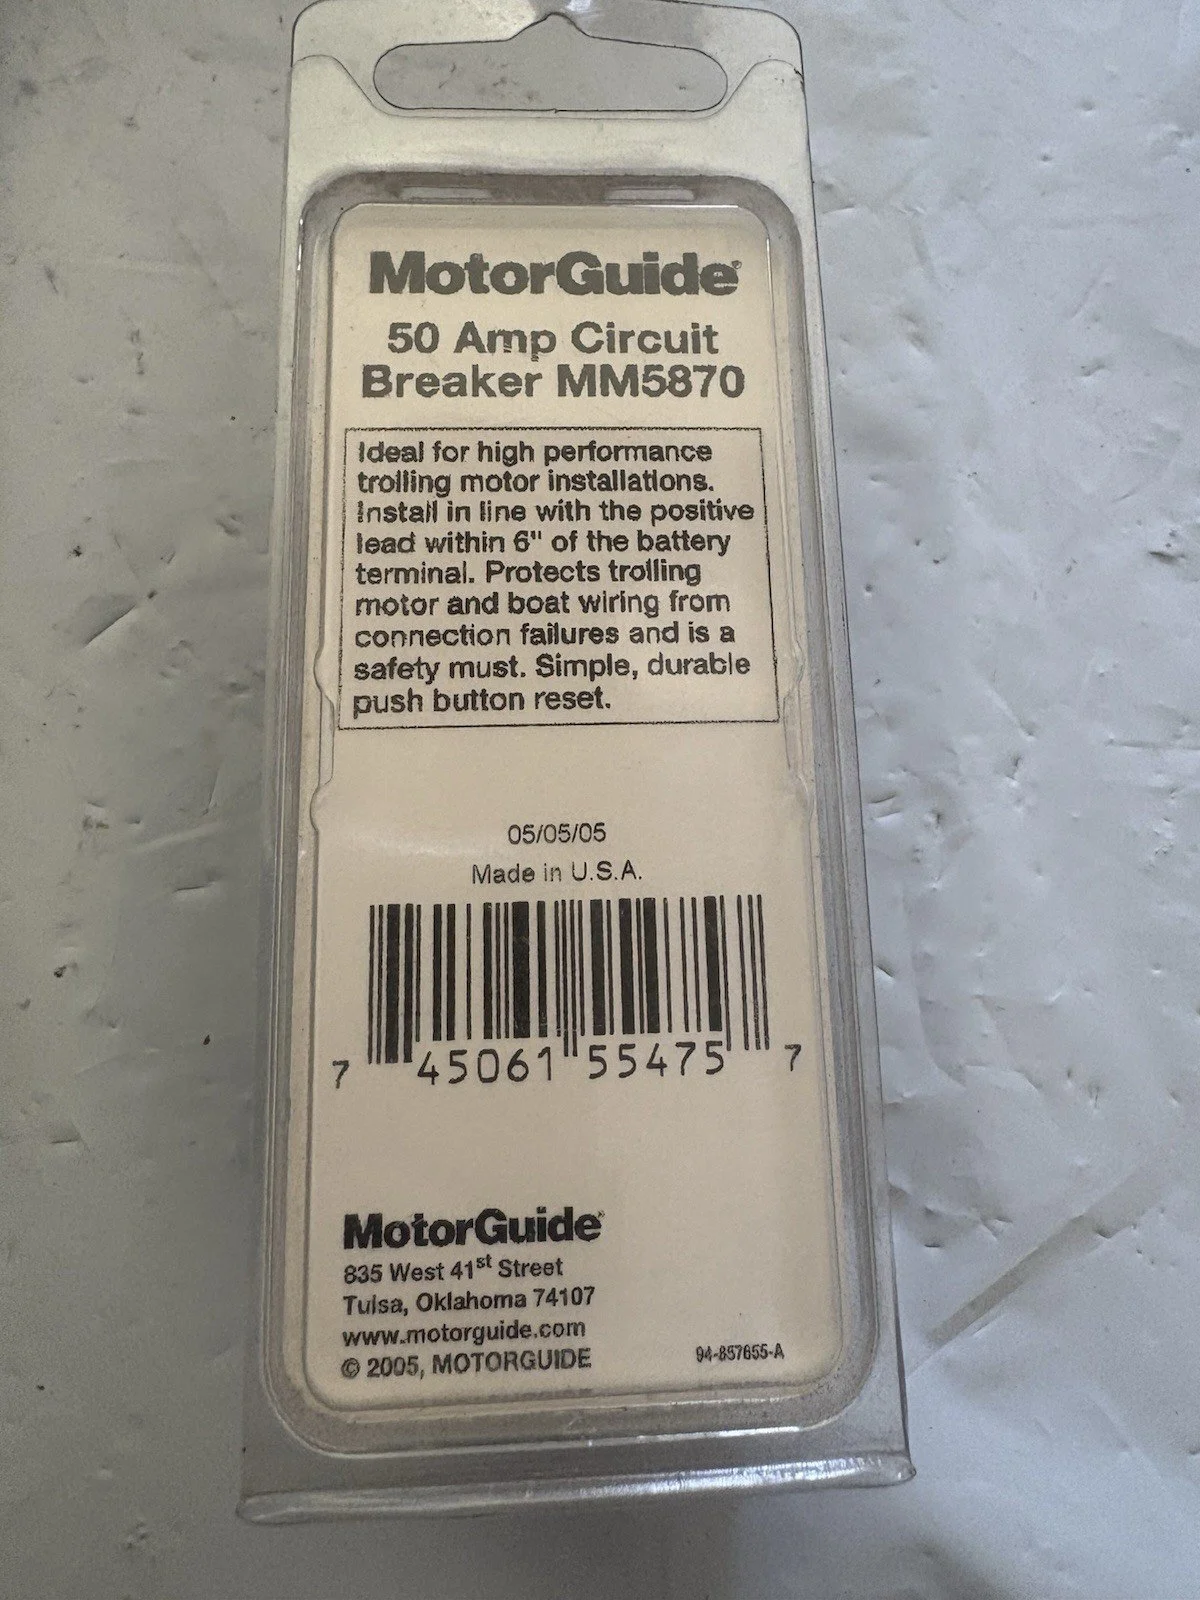 MotorGuide®
50 Amp Circuit
Breaker MM5870
Ideal for high performance
trolling motor installations.
Install in line with the positive
lead within 6" of the battery
terminal. Protects trolling
motor and boat wiring from
connection failures and is a
safety must. Simple, durable
push button reset.
05/05/05
Made in U.S.A.
7 45061 55475 7
MotorGuide®
835 West 41st Street
Tulsa, Oklahoma 74107
www.motorguide.com
© 2005, MOTORGUIDE
94-857655-A